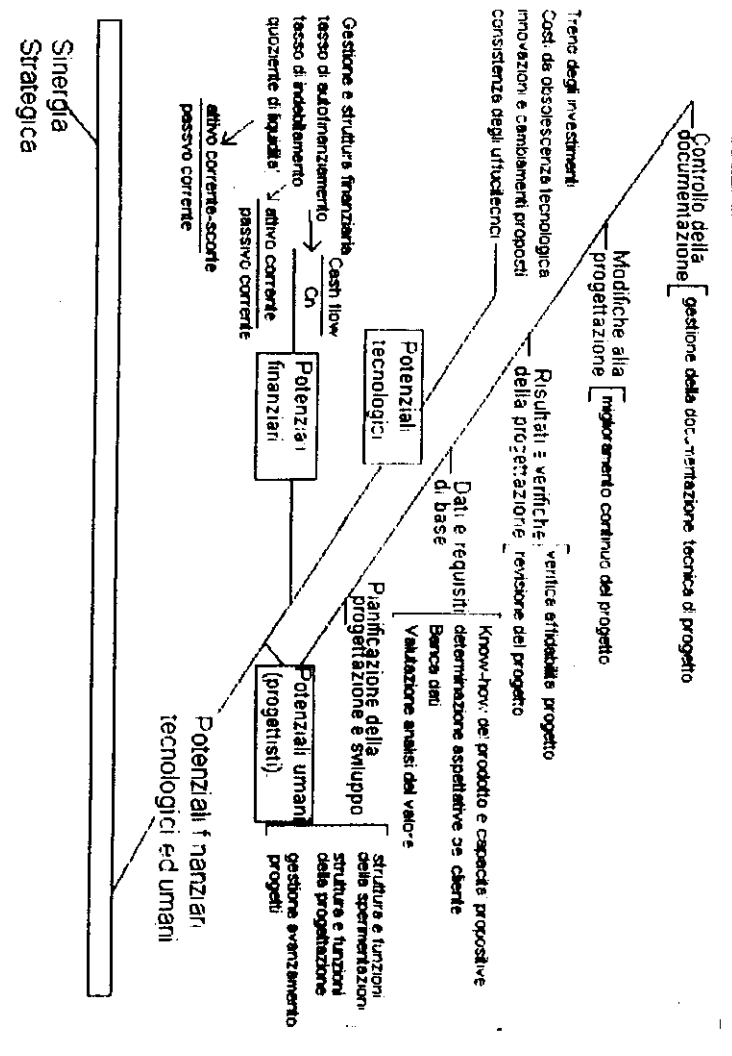 Controllo della
documentazione
gestione della documentazione tecnica di progetto
Modifiche alla
progettazione
miglioramento continuo del progetto
Risultati e verifiche
della progettazione
verifica affidabilità progetto
revisione del progetto
Dati e requisiti
di base
Know-how del prodotto e capacità propositive
determinazione aspettative del cliente
Banca dati
Valutazione analisi del valore
Pianificazione della
progettazione e sviluppo
Trend degli investimenti
Costi da obsolescenza tecnologica
innovazioni e cambiamenti proposti
consistenza degli
Potenziali
tecnologici
Gestione e struttura finanziaria
tasso di autofinanziamento
tasso di indebitamento
quoziente di liquidita'
Cash flow
Cn
attivo corrente
passivo corrente
attivo corrente-scorte
passvo corrente
Potenziali
finanziari
Potenziali umani
(progettisti)
struttura e funzioni
della sperimentazioni
struttura e funzioni
della progettazione
gestione avanzamento
progetti
Potenziali finanziari
tecnologici ed umani
Sinergia
Strategica